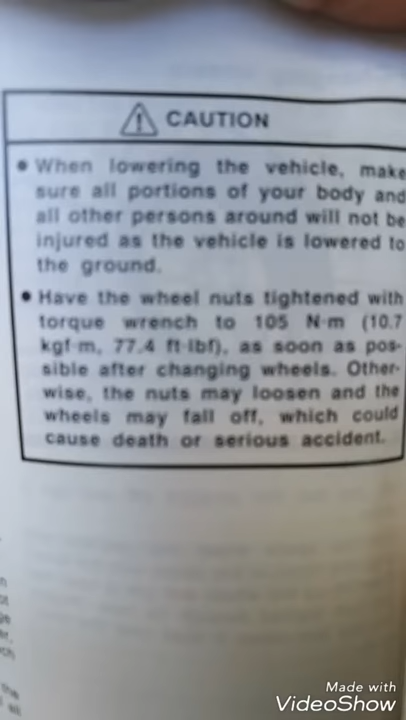 CAUTION
● When lowering the vehicle, make
sure all portions of your body and
all other persons around will not be
injured as the vehicle is lowered to
the ground.
● Have the wheel nuts tightened with
torque wrench to 105 N·m (10.7
kgf·m, 77.4 ft·lbf), as soon as pos-
sible after changing wheels. Other-
wise, the nuts may loosen and the
wheels may fall off, which could
cause death or serious accident.
the
all
Made with
VideoShow